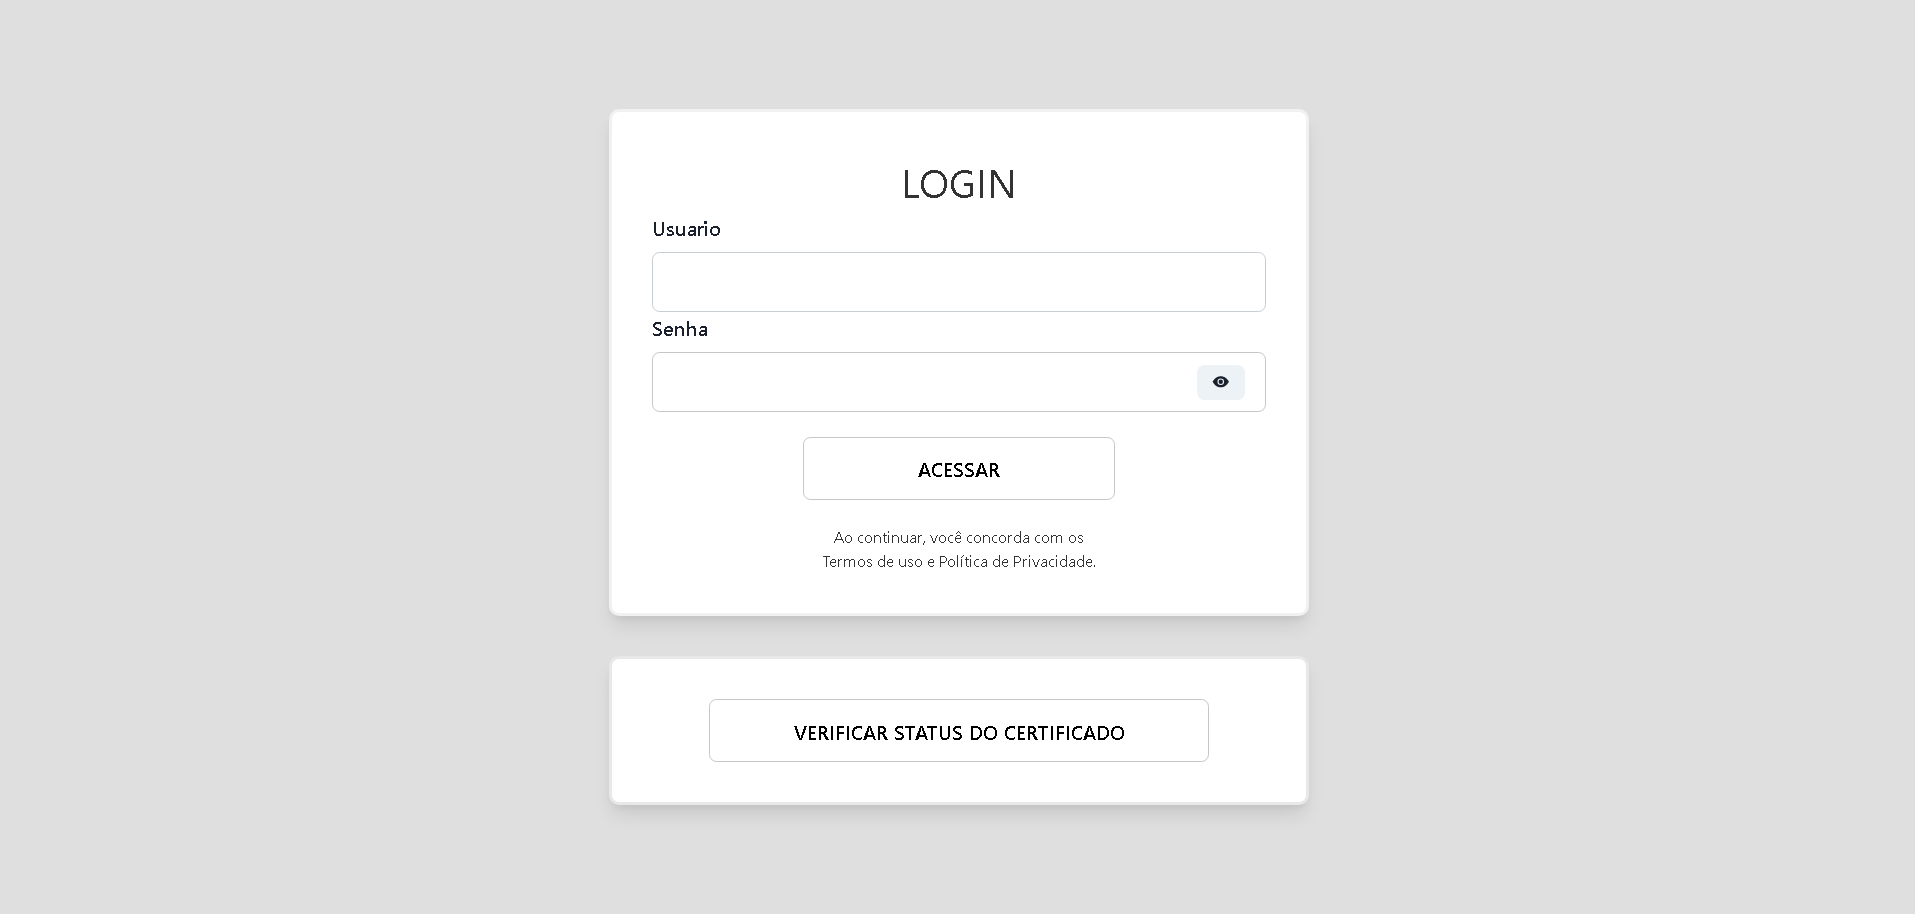 LOGIN
Usuario
Senha
ACESSAR
Ao continuar, você concorda com os
Termos de uso e Política de Privacidade.
VERIFICAR STATUS DO CERTIFICADO